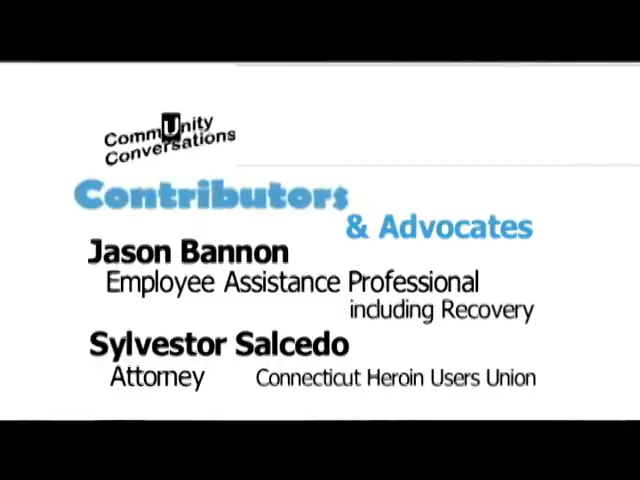 CommUnity
Conversations
Contributors
& Advocates
Jason Bannon
Employee Assistance Professional
including Recovery
Sylvestor Salcedo
Attorney Connecticut Heroin Users Union